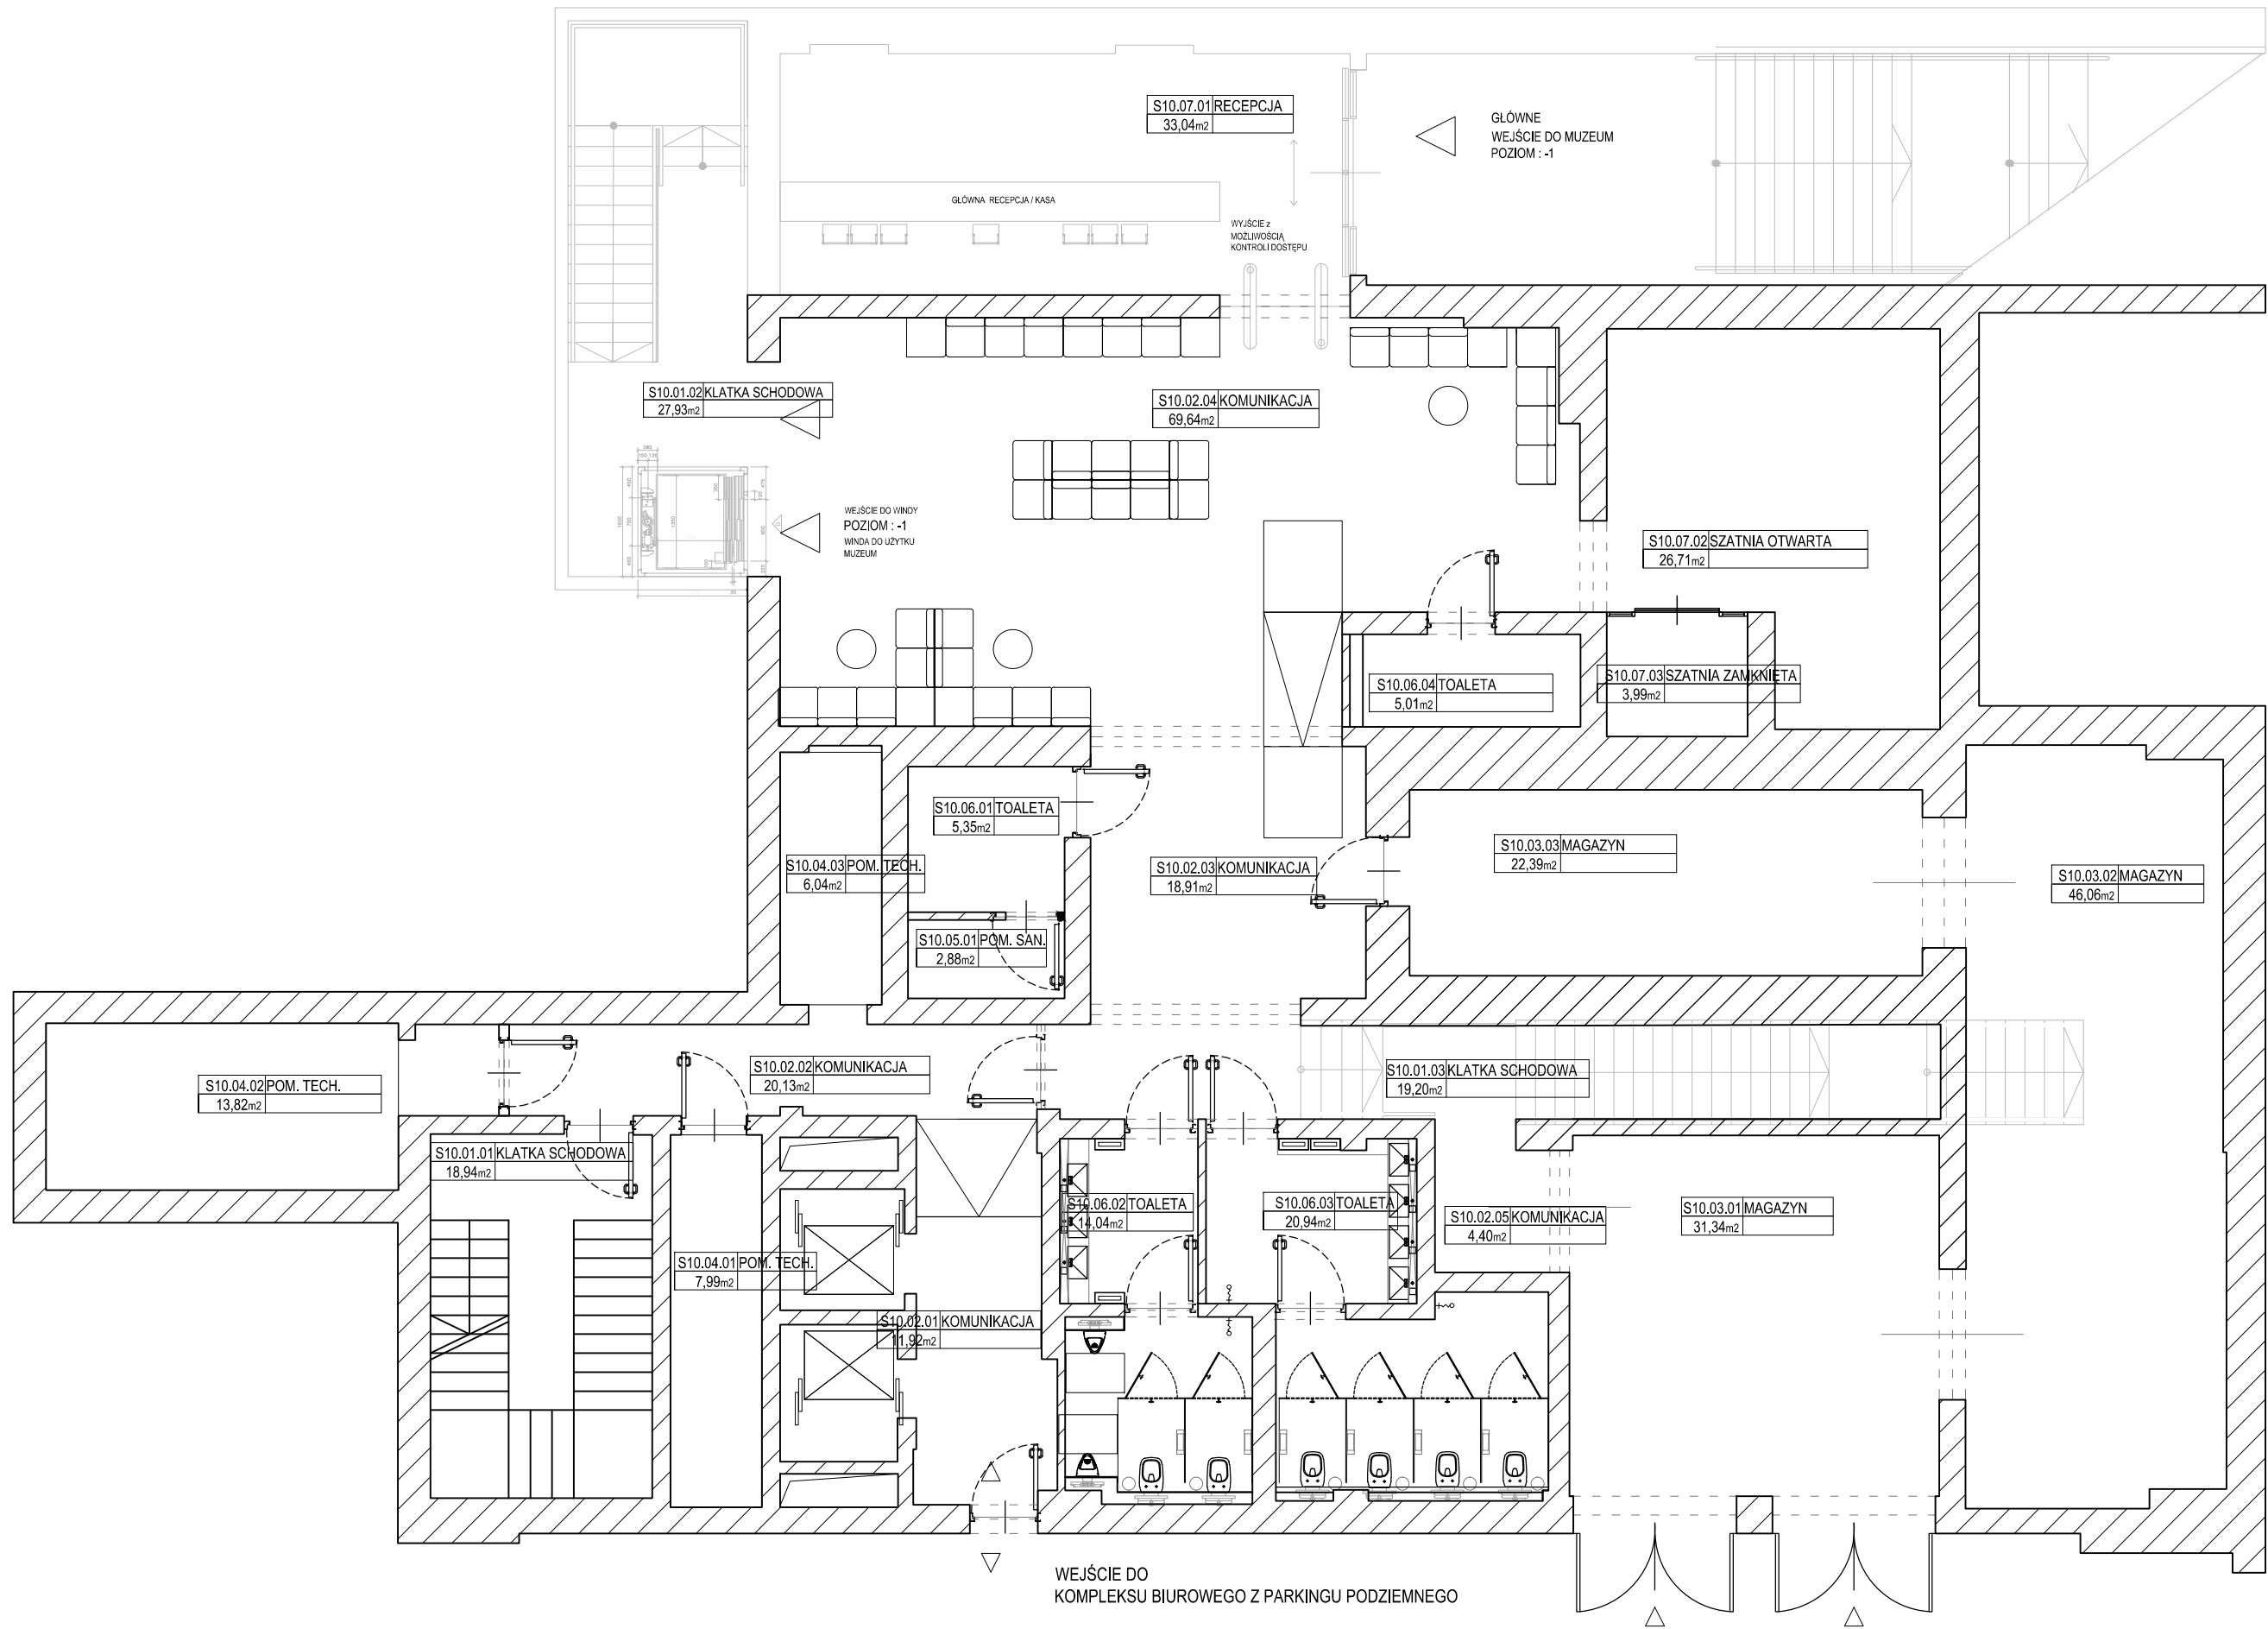 S10.07.01 RECEPCJA
33,04m2
GŁÓWNE
WEJŚCIE DO MUZEUM
POZIOM : -1
GŁÓWNA RECEPCJA / KASA
WYJŚCIE z
MOŻLIWOŚCIĄ
KONTROLI DOSTĘPU
S10.01.02 KLATKA SCHODOWA
27,93m2
S10.02.04 KOMUNIKACJA
69,64m2
WEJŚCIE DO WINDY
POZIOM : -1
WINDA DO UŻYTKU
MUZEUM
S10.07.02 SZATNIA OTWARTA
26,71m2
S10.06.04 TOALETA
5,01m2
S10.07.03 SZATNIA ZAMKNIETA
3,99m2
S10.06.01 TOALETA
5,35m2
S10.04.03 POM. TECH.
6,04m2
S10.02.03 KOMUNIKACJA
18,91m2
S10.03.03 MAGAZYN
22,39m2
S10.03.02 MAGAZYN
46,06m2
S10.05.01 POM. SAN.
2,88m2
S10.04.02 POM. TECH.
13,82m2
S10.02.02 KOMUNIKACJA
20,13m2
S10.01.03 KLATKA SCHODOWA
19,20m2
S10.01.01 KLATKA SCHODOWA
18,94m2
S10.06.02 TOALETA
14,04m2
S10.06.03 TOALETA
20,94m2
S10.02.05 KOMUNIKACJA
4,40m2
S10.03.01 MAGAZYN
31,34m2
S10.04.01 POM. TECH.
7,99m2
S10.02.01 KOMUNIKACJA
11,92m2
WEJŚCIE DO
KOMPLEKSU BIUROWEGO Z PARKINGU PODZIEMNEGO